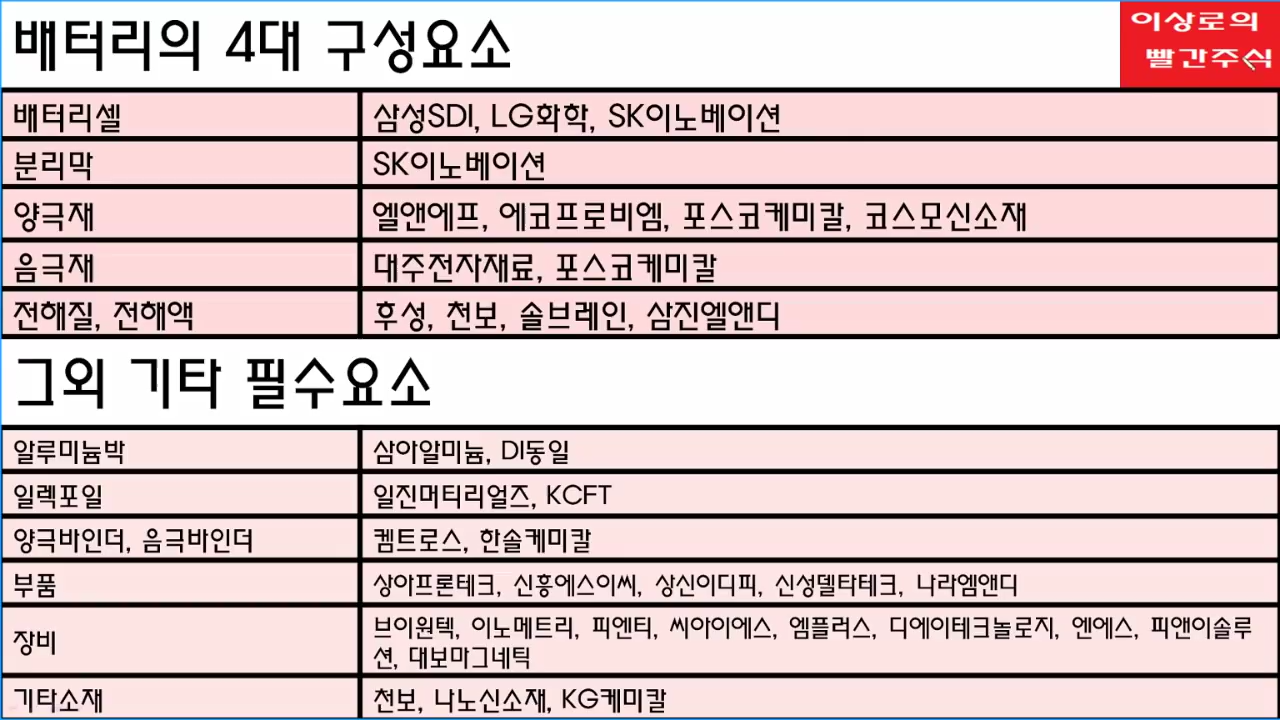 배터리의 4대 구성요소
이상로의
빨간주식
배터리셀 삼성SDI, LG화학, SK이노베이션
분리막 SK이노베이션
양극재 엘앤에프, 에코프로비엠, 포스코케미칼, 코스모신소재
음극재 대주전자재료, 포스코케미칼
전해질, 전해액 후성, 천보, 솔브레인, 삼진엘앤디
그외 기타 필수요소
알루미늄박 삼아알미늄, DI동일
일렉포일 일진머티리얼즈, KCFT
양극바인더, 음극바인더 켐트로스, 한솔케미칼
부품 상아프론테크, 신흥에스이씨, 상신이디피, 신성델타테크, 나라엠앤디
장비 브이원텍, 이노메트리, 피엔티, 씨아이에스, 엠플러스, 디에이테크놀로지, 엔에스, 피앤이솔루
션, 대보마그네틱
기타소재 천보, 나노신소재, KG케미칼